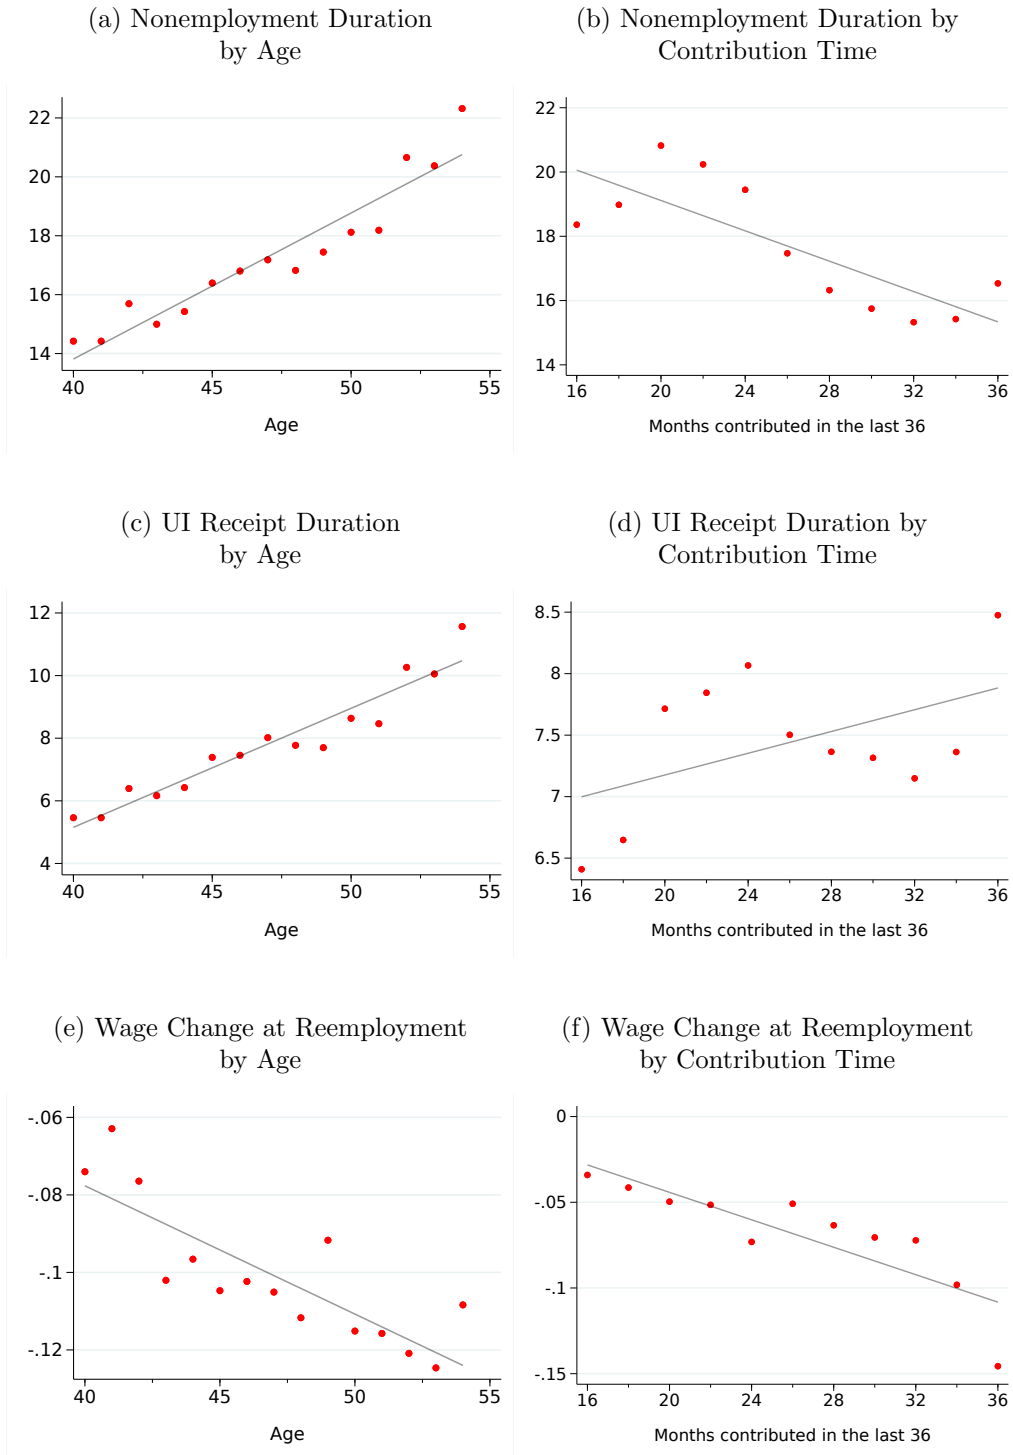 (a) Nonemployment Duration
by Age
22
20
18
16
14
40 45 50 55
Age
(b) Nonemployment Duration by
Contribution Time
22
20
18
16
14
16 20 24 28 32 36
Months contributed in the last 36
(c) UI Receipt Duration
by Age
12
10
8
6
4
40 45 50 55
Age
(d) UI Receipt Duration by
Contribution Time
8.5
8
7.5
7
6.5
16 20 24 28 32 36
Months contributed in the last 36
(e) Wage Change at Reemployment
by Age
-.06
-.08
-.1
-.12
40 45 50 55
Age
(f) Wage Change at Reemployment
by Contribution Time
0
-.05
-.1
-.15
16 20 24 28 32 36
Months contributed in the last 36